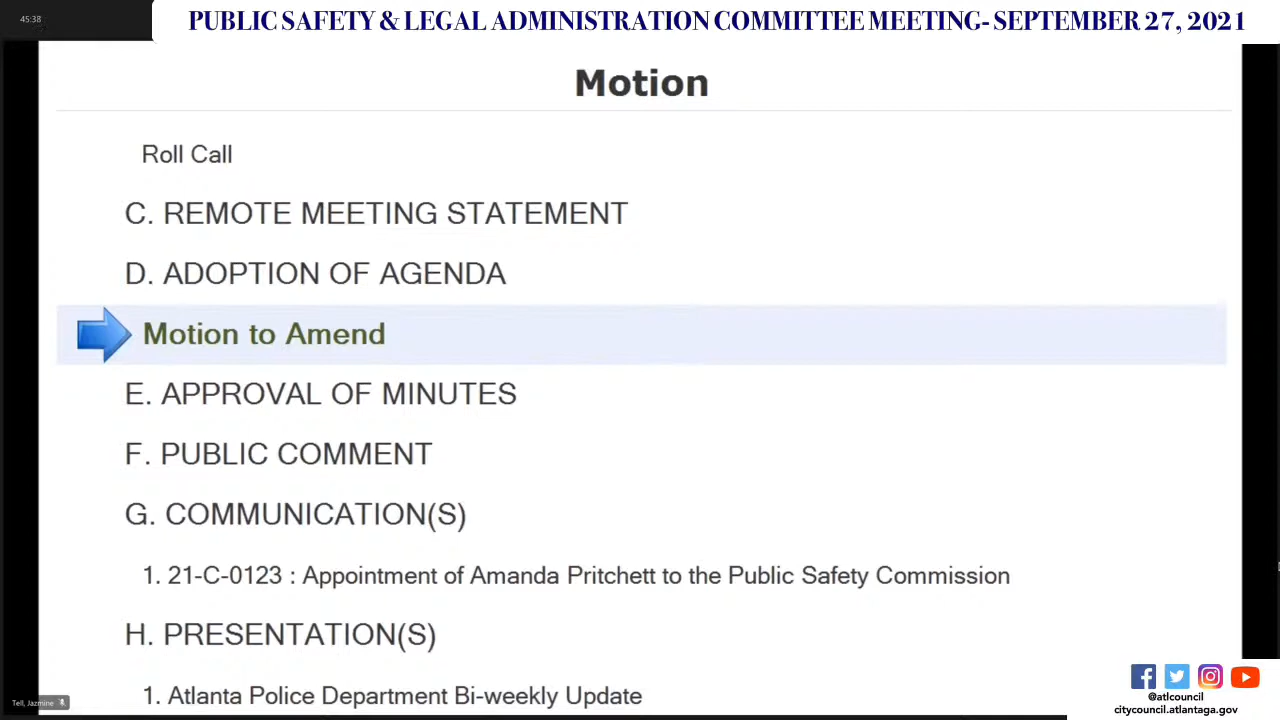 45:38
PUBLIC SAFETY & LEGAL ADMINISTRATION COMMITTEE MEETING- SEPTEMBER 27, 2021
Motion
Roll Call
C. REMOTE MEETING STATEMENT
D. ADOPTION OF AGENDA
Motion to Amend
E. APPROVAL OF MINUTES
F. PUBLIC COMMENT
G. COMMUNICATION(S)
1. 21-C-0123 : Appointment of Amanda Pritchett to the Public Safety Commission
H. PRESENTATION(S)
1. Atlanta Police Department Bi-weekly Update
Tell, Jazmine
@atlcouncil
citycouncil.atlantaga.gov